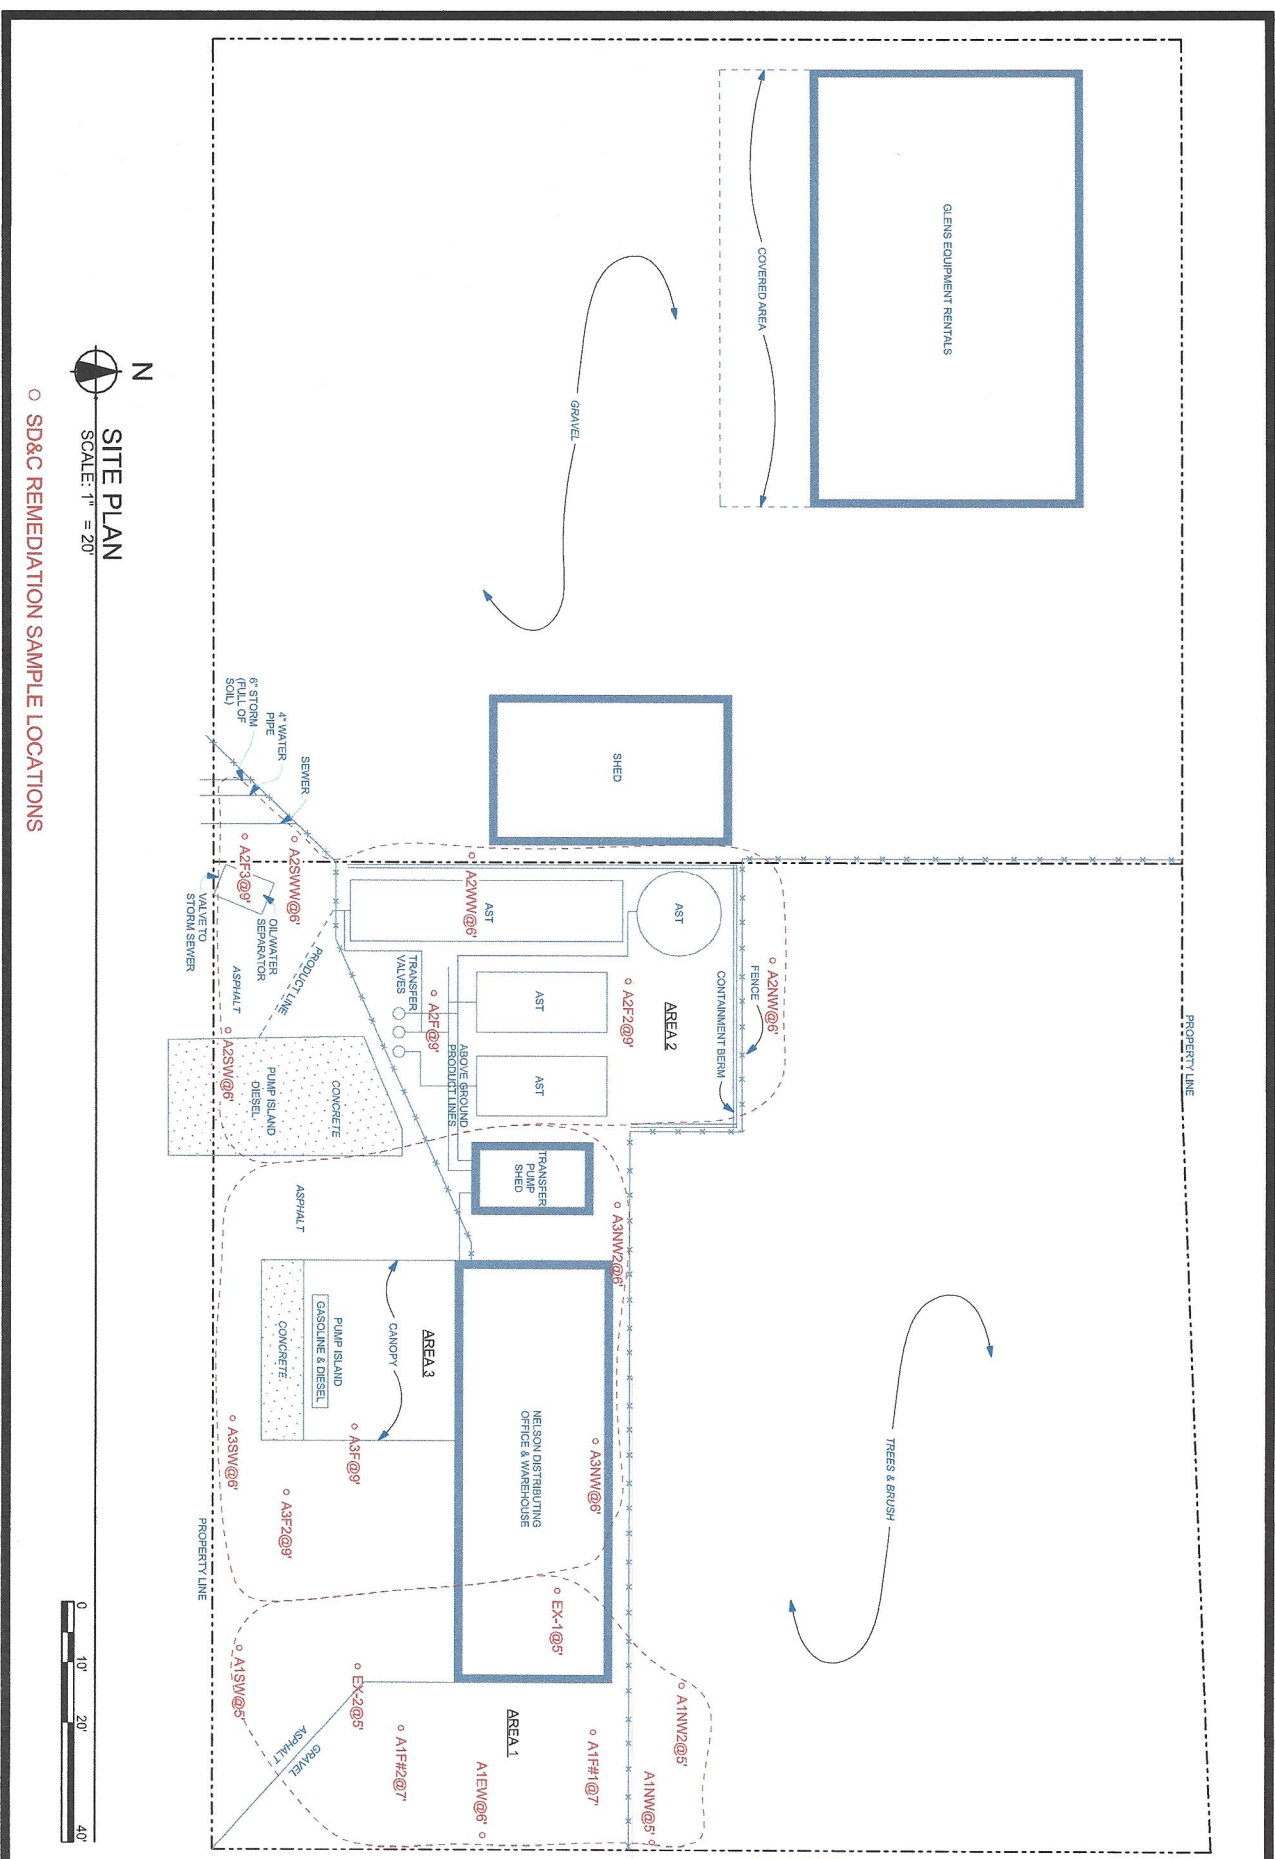 GLENS EQUIPMENT RENTALS
COVERED AREA
GRAVEL
PROPERTY LINE
TREES & BRUSH
SHED
FENCE
CONTAINMENT BERM
A2NW@6'
AREA 2
AST
AST
AST
AST
A2WW@6'
A2F2@9'
A2F@9'
TRANSFER
VALVES
ABOVE GROUND
PRODUCT LINES
TRANSFER
PUMP
SHED
A3NW2@6'
A3NW@6'
NELSON DISTRIBUTING
OFFICE & WAREHOUSE
EX-1@5'
A1NW2@5'
A1NW@5'
A1F#1@7'
AREA 1
A1EW@6'
A1F#2@7'
EX-2@5'
A1SW@5'
GRAVEL
ASPHALT
AREA 3
CANOPY
PUMP ISLAND
GASOLINE & DIESEL
CONCRETE
A3F@9'
A3F2@9'
A3SW@6'
ASPHALT
CONCRETE
PUMP ISLAND
DIESEL
A2SW@6'
PRODUCT LINE
ASPHALT
OIL/WATER
SEPARATOR
A2SWW@6'
A2F3@9'
VALVE TO
STORM SEWER
SEWER
4" WATER
PIPE
6" STORM
(FULL OF
SOIL)
PROPERTY LINE
N
SITE PLAN
SCALE: 1" = 20'
0 10' 20' 40'
SD&C REMEDIATION SAMPLE LOCATIONS